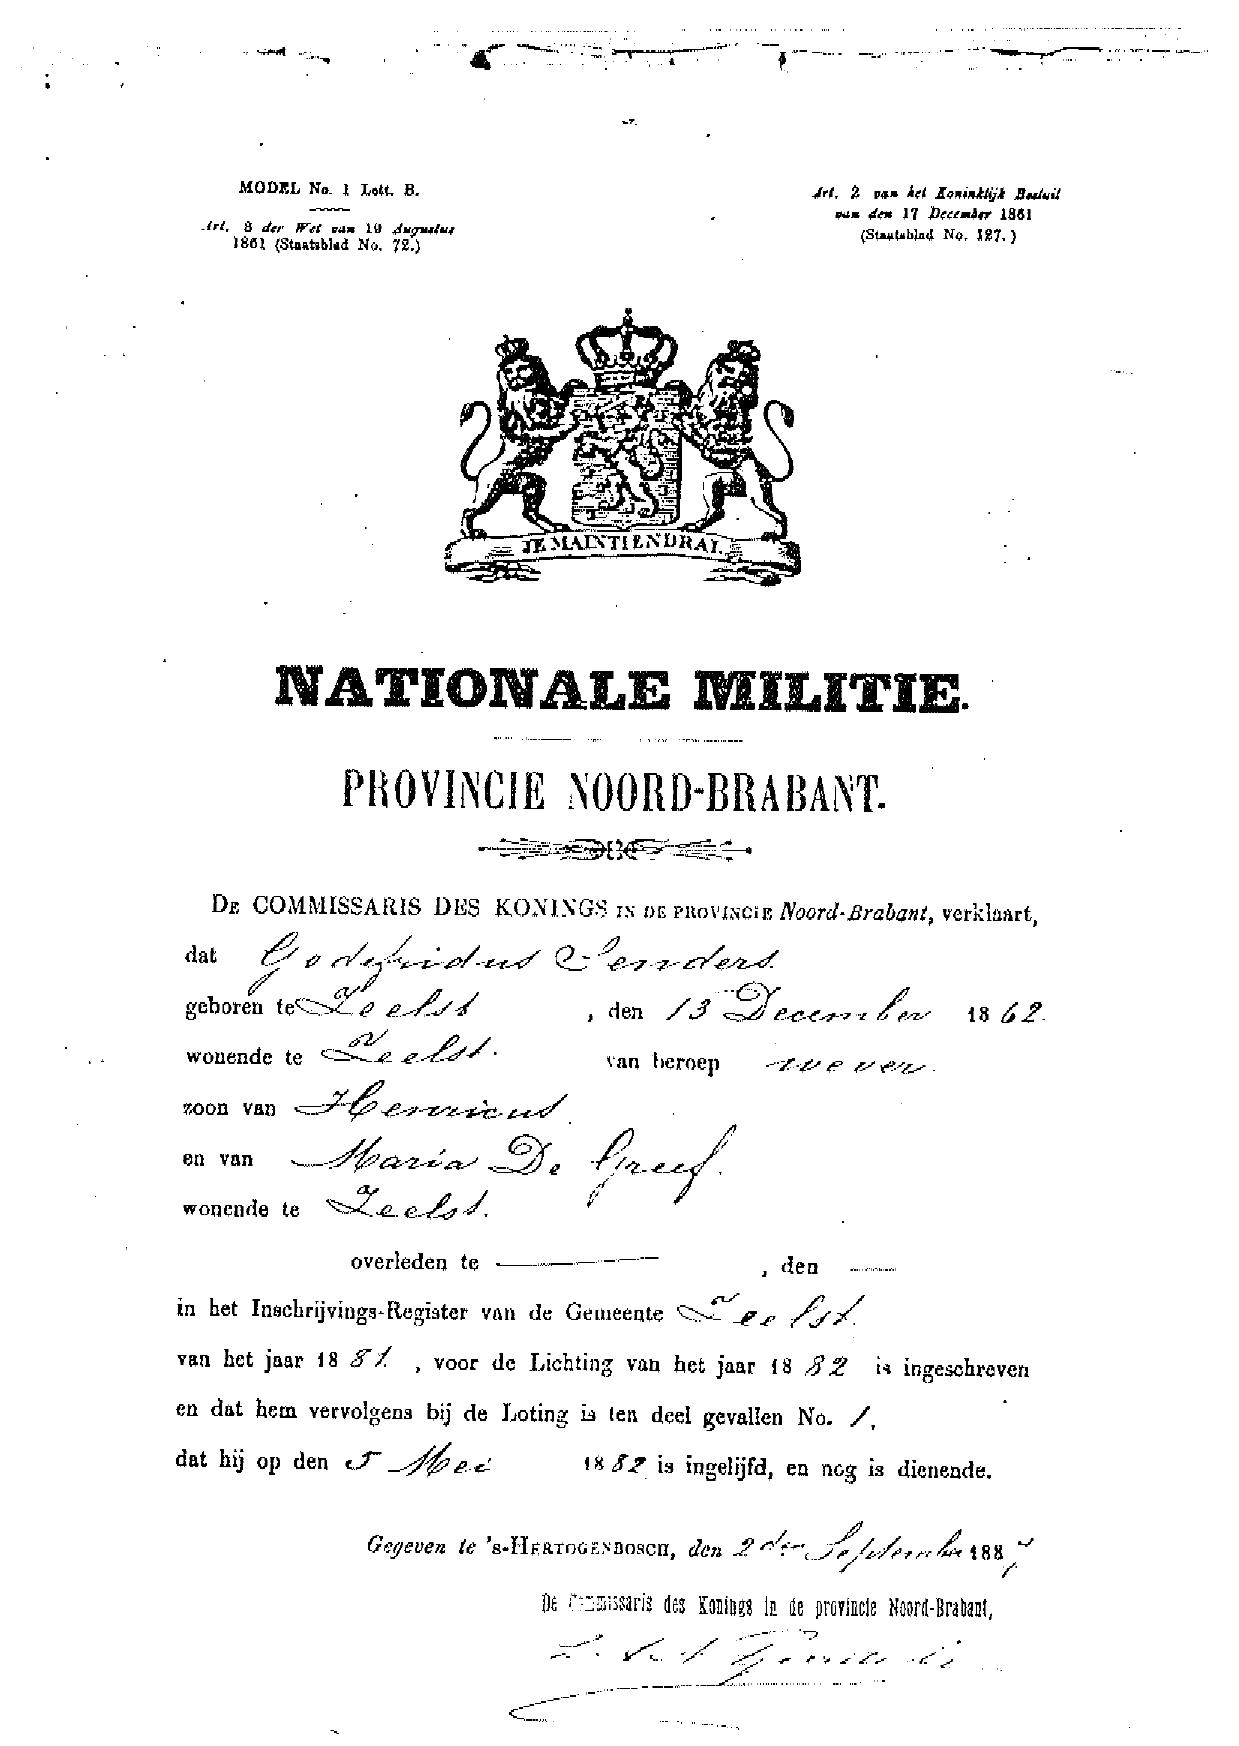 MODEL No. 1 Lett. B.
Art. 8 der Wet van 19 Augustus
1861 (Staatsblad No. 72.)
Art. 2 van het Koninklijk Besluit
van den 17 December 1861
(Staatsblad No. 127.)
JE MAINTIENDRAI.
NATIONALE MILITIE.
PROVINCIE NOORD-BRABANT.
DE COMMISSARIS DES KONINGS IN DE PROVINCIE Noord-Brabant, verklaart,
dat Godefridus Senders
geboren te Zeelst, den 13 December 1862.
wonende te Zeelst. van beroep wever.
zoon van Henricus
en van Maria De Greef.
wonende te Zeelst.
overleden te ———, den ———
in het Inschrijvings-Register van de Gemeente Zeelst.
van het jaar 1881, voor de Lichting van het jaar 1882 is ingeschreven
en dat hem vervolgens bij de Loting is ten deel gevallen No. 1,
dat hij op den 5 Mei 1882 is ingelijfd, en nog is dienende.
Gegeven te 's-HERTOGENBOSCH, den 2den September 188
De Commissaris des Konings in de provincie Noord-Brabant,